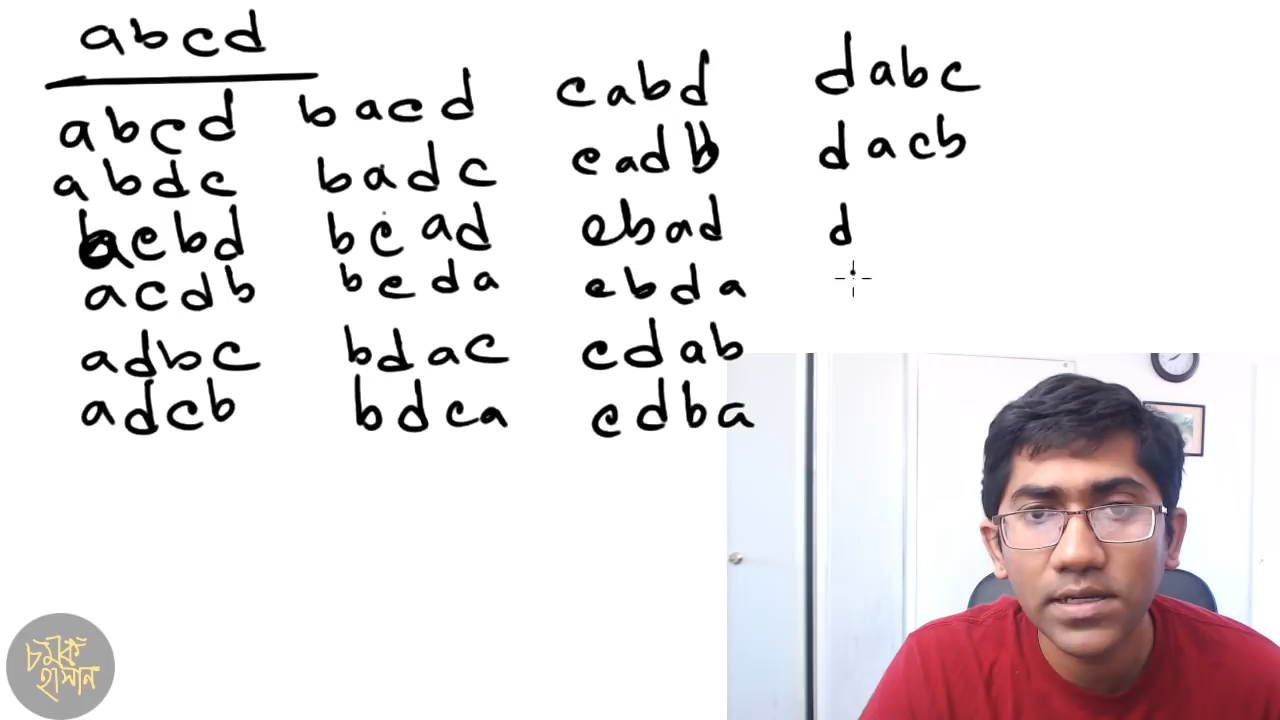 abcd
abcd
abdc
acbd
acdb
adbc
adcb
bacd
badc
bcad
bcda
bdac
bdca
cabd
cadb
cbad
cbda
cdab
cdba
dabc
dacb
d
চমক
হাসান